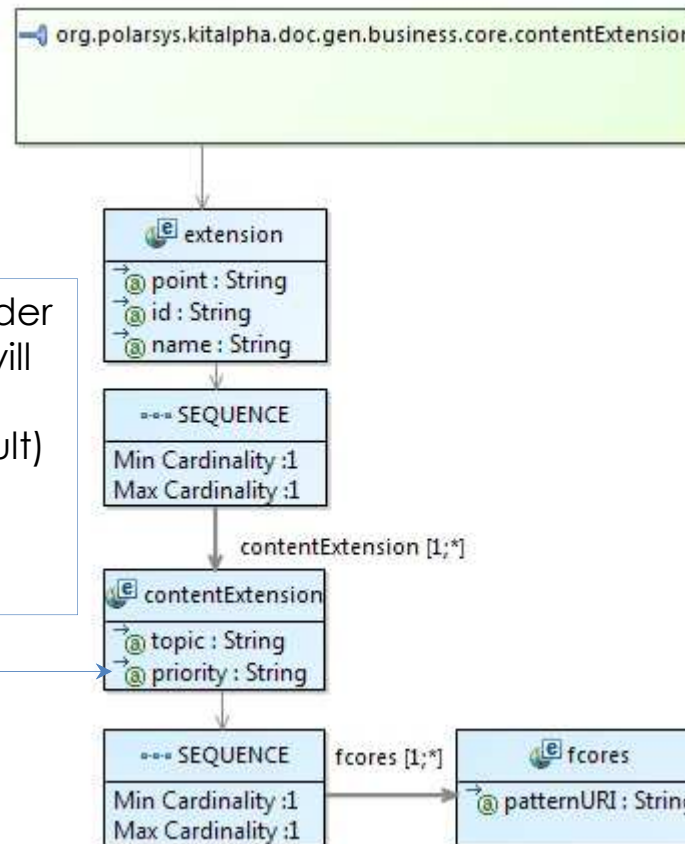 org.polarsys.kitalpha.doc.gen.business.core.contentExtension
extension
point : String
id : String
name : String
SEQUENCE
Min Cardinality :1
Max Cardinality :1
contentExtension [1;*]
contentExtension
topic : String
priority : String
SEQUENCE
Min Cardinality :1
Max Cardinality :1
fcores [1;*]
fcores
patternURI : String
der
vill
ult)